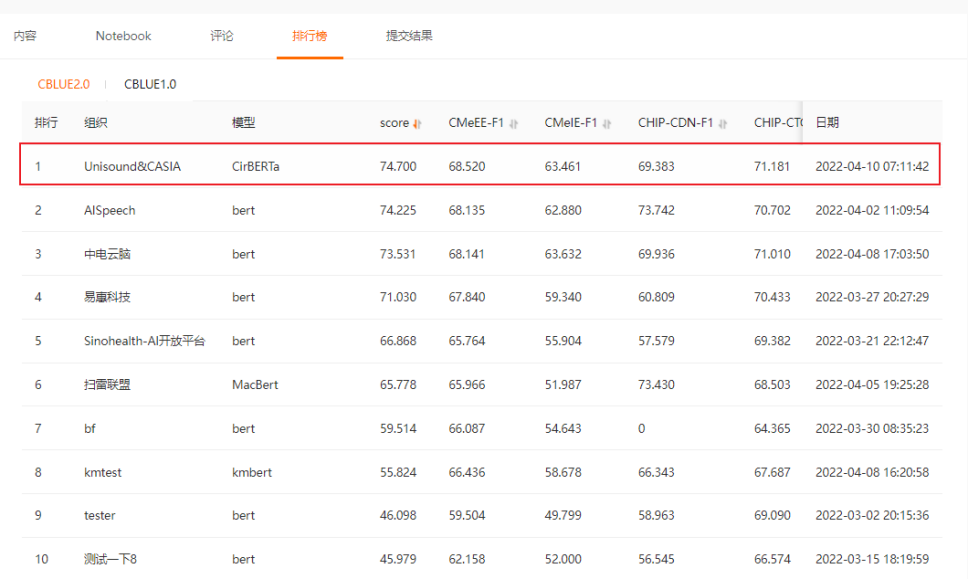 内容 Notebook 评论 排行榜 提交结果
CBLUE2.0 CBLUE1.0
排行 组织 模型 score CMeEE-F1 CMeIE-F1 CHIP-CDN-F1 CHIP-CTC 日期
1 Unisound&CASIA CirBERTa 74.700 68.520 63.461 69.383 71.181 2022-04-10 07:11:42
2 AISpeech bert 74.225 68.135 62.880 73.742 70.702 2022-04-02 11:09:54
3 中电云脑 bert 73.531 68.141 63.632 69.936 71.010 2022-04-08 17:03:50
4 易惠科技 bert 71.030 67.840 59.340 60.809 70.433 2022-03-27 20:27:29
5 Sinohealth-AI开放平台 bert 66.868 65.764 55.904 57.579 69.382 2022-03-21 22:12:47
6 扫雷联盟 MacBert 65.778 65.966 51.987 73.430 68.503 2022-04-05 19:25:28
7 bf bert 59.514 66.087 54.643 0 64.365 2022-03-30 08:35:23
8 kmtest kmbert 55.824 66.436 58.678 66.343 67.687 2022-04-08 16:20:58
9 tester bert 46.098 59.504 49.799 58.963 69.090 2022-03-02 20:15:36
10 测试一下8 bert 45.979 62.158 52.000 56.545 66.574 2022-03-15 18:19:59